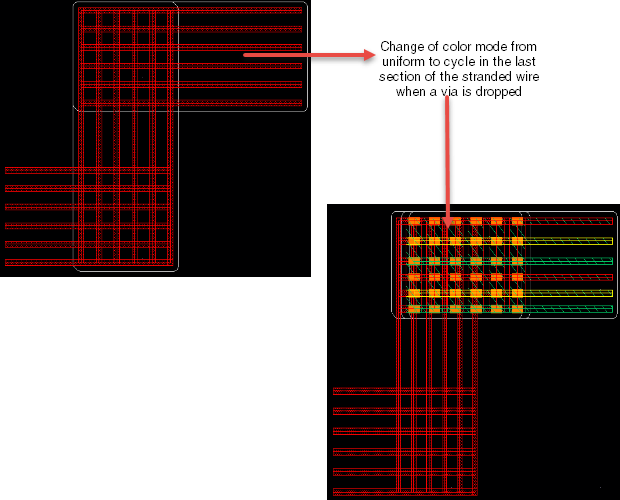 Change of color mode from
uniform to cycle in the last
section of the stranded wire
when a via is dropped